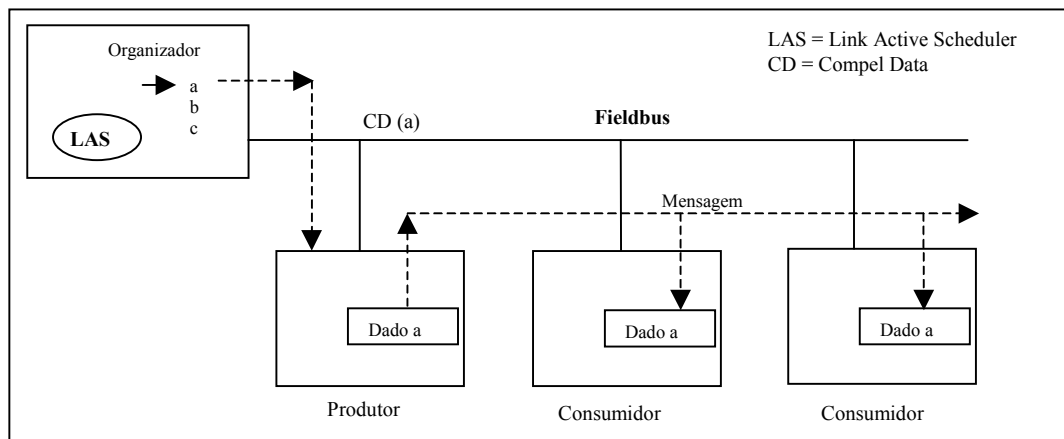 Organizador
a
b
c
LAS
LAS = Link Active Scheduler
CD = Compel Data
CD (a)
Fieldbus
Mensagem
Dado a
Dado a
Dado a
Produtor
Consumidor
Consumidor